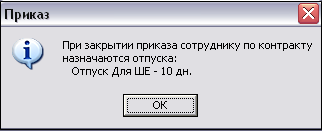 Приказ
При закрытии приказа сотруднику по контракту
назначаются отпуска:
Отпуск Для ШЕ - 10 дн.
OK